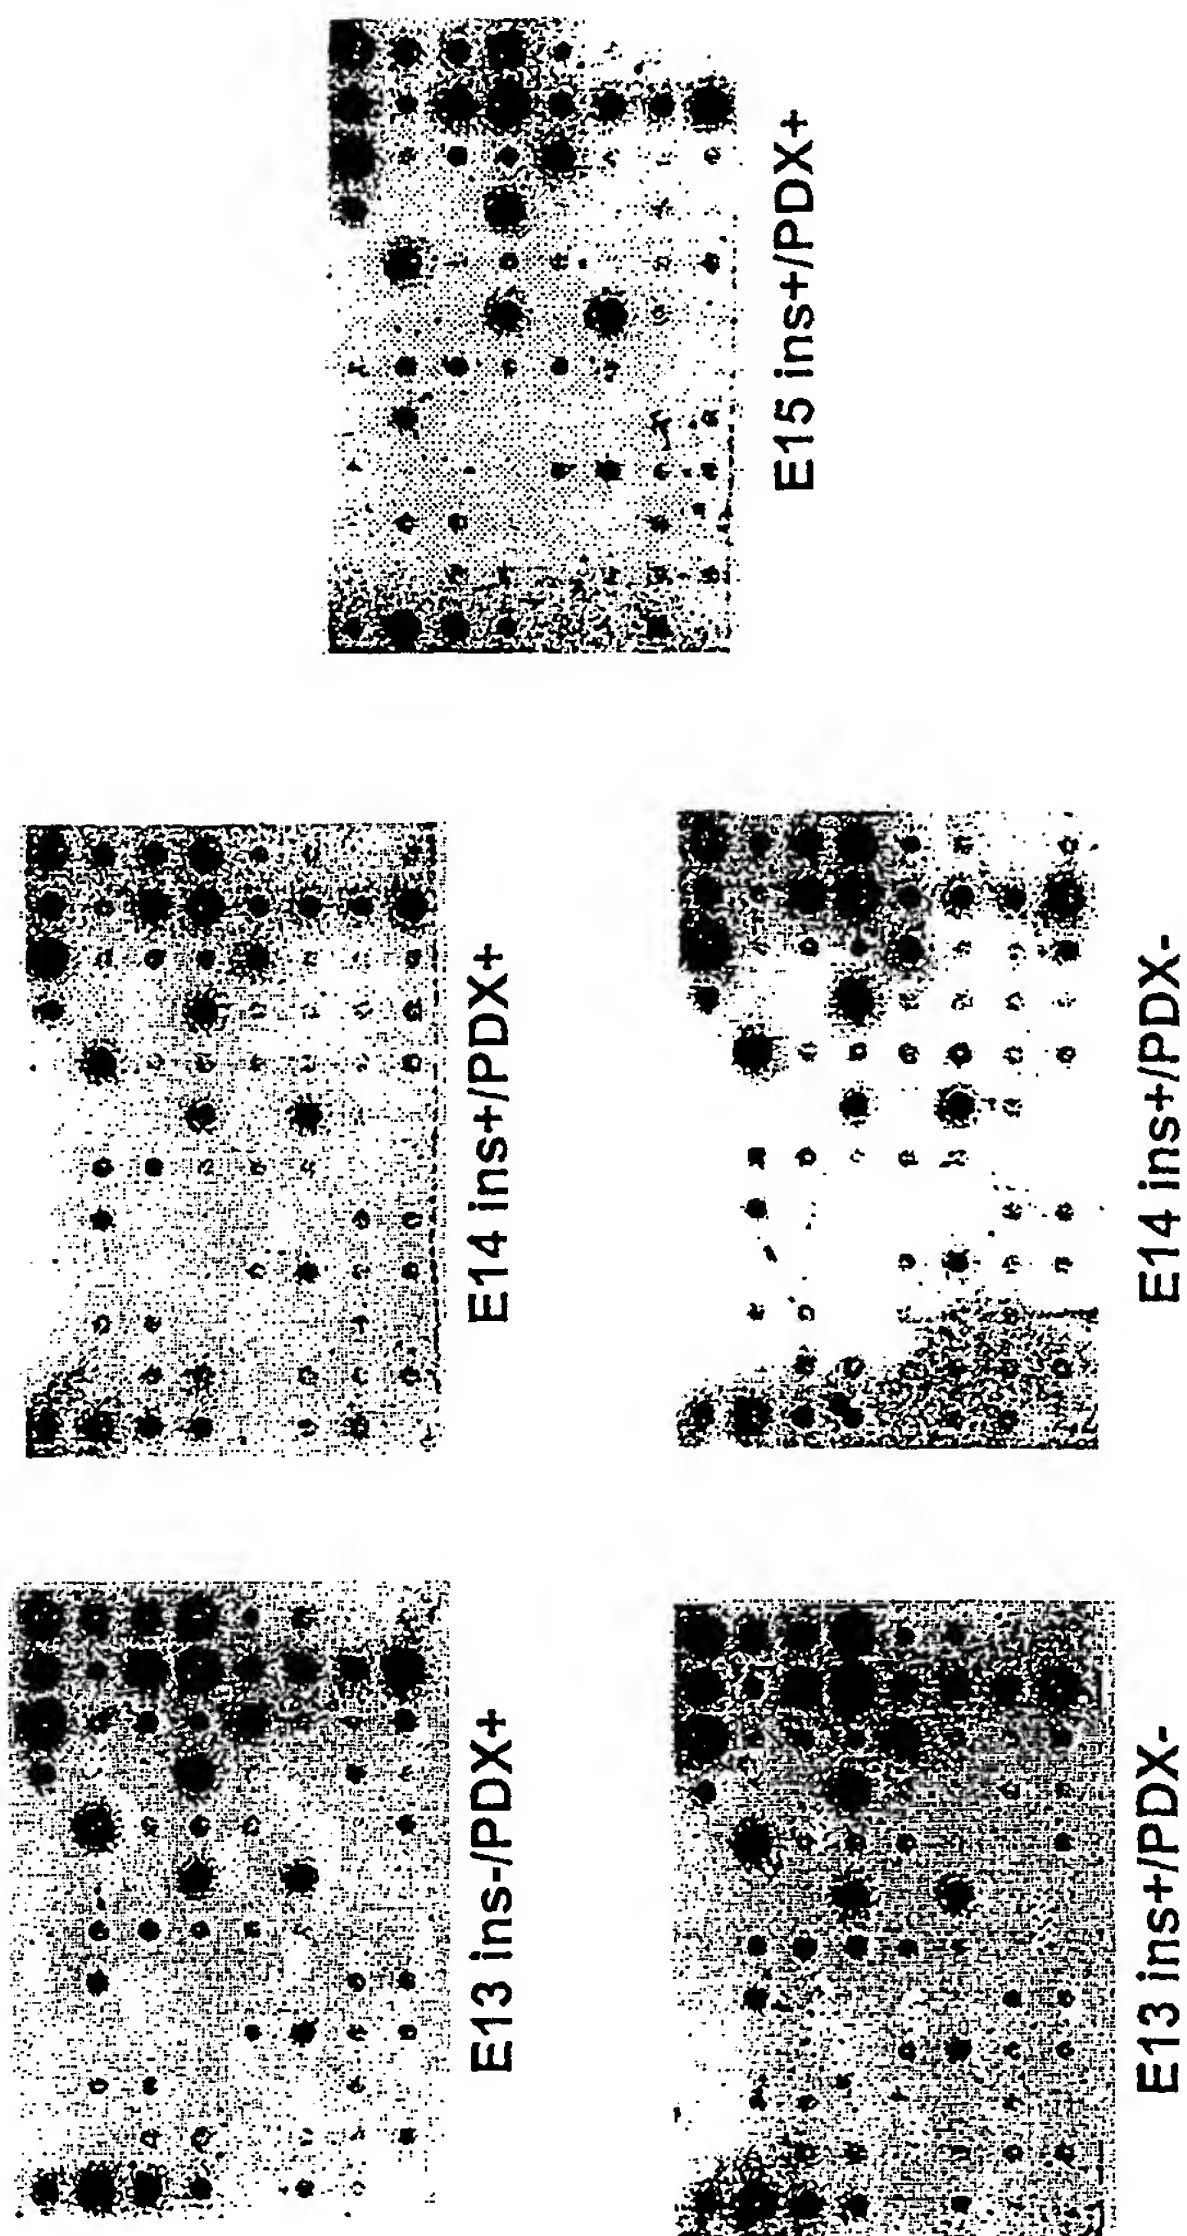 E13 ins-/PDX+
E14 ins+/PDX+
E15 ins+/PDX+
E13 ins+/PDX-
E14 ins+/PDX-